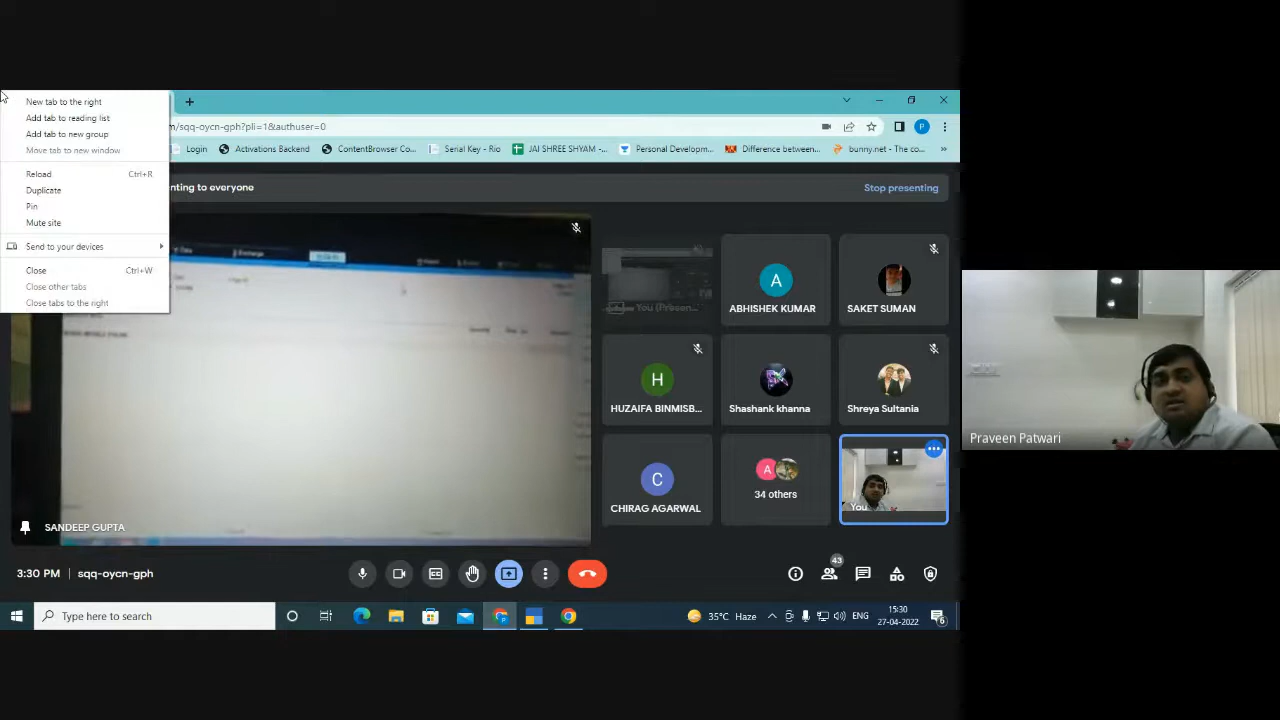 New tab to the right
Add tab to reading list
Add tab to new group
Move tab to new window
Reload Ctrl+R
Duplicate
Pin
Mute site
Send to your devices
Close Ctrl+W
Close other tabs
Close tabs to the right
m/sqq-oycn-gph?pli=1&authuser=0
Login Activations Backend ContentBrowser Co... Serial Key - Rio JAI SHREE SHYAM -... Personal Developm... Difference between... bunny.net - The co...
nting to everyone Stop presenting
You (Presen...
ABHISHEK KUMAR
SAKET SUMAN
H
HUZAIFA BINMISB...
Shashank khanna
Shreya Sultania
C
CHIRAG AGARWAL
A
34 others
You
SANDEEP GUPTA
Praveen Patwari
3:30 PM | sqq-oycn-gph
43
Type here to search
35°C Haze
ENG
15:30
27-04-2022
6